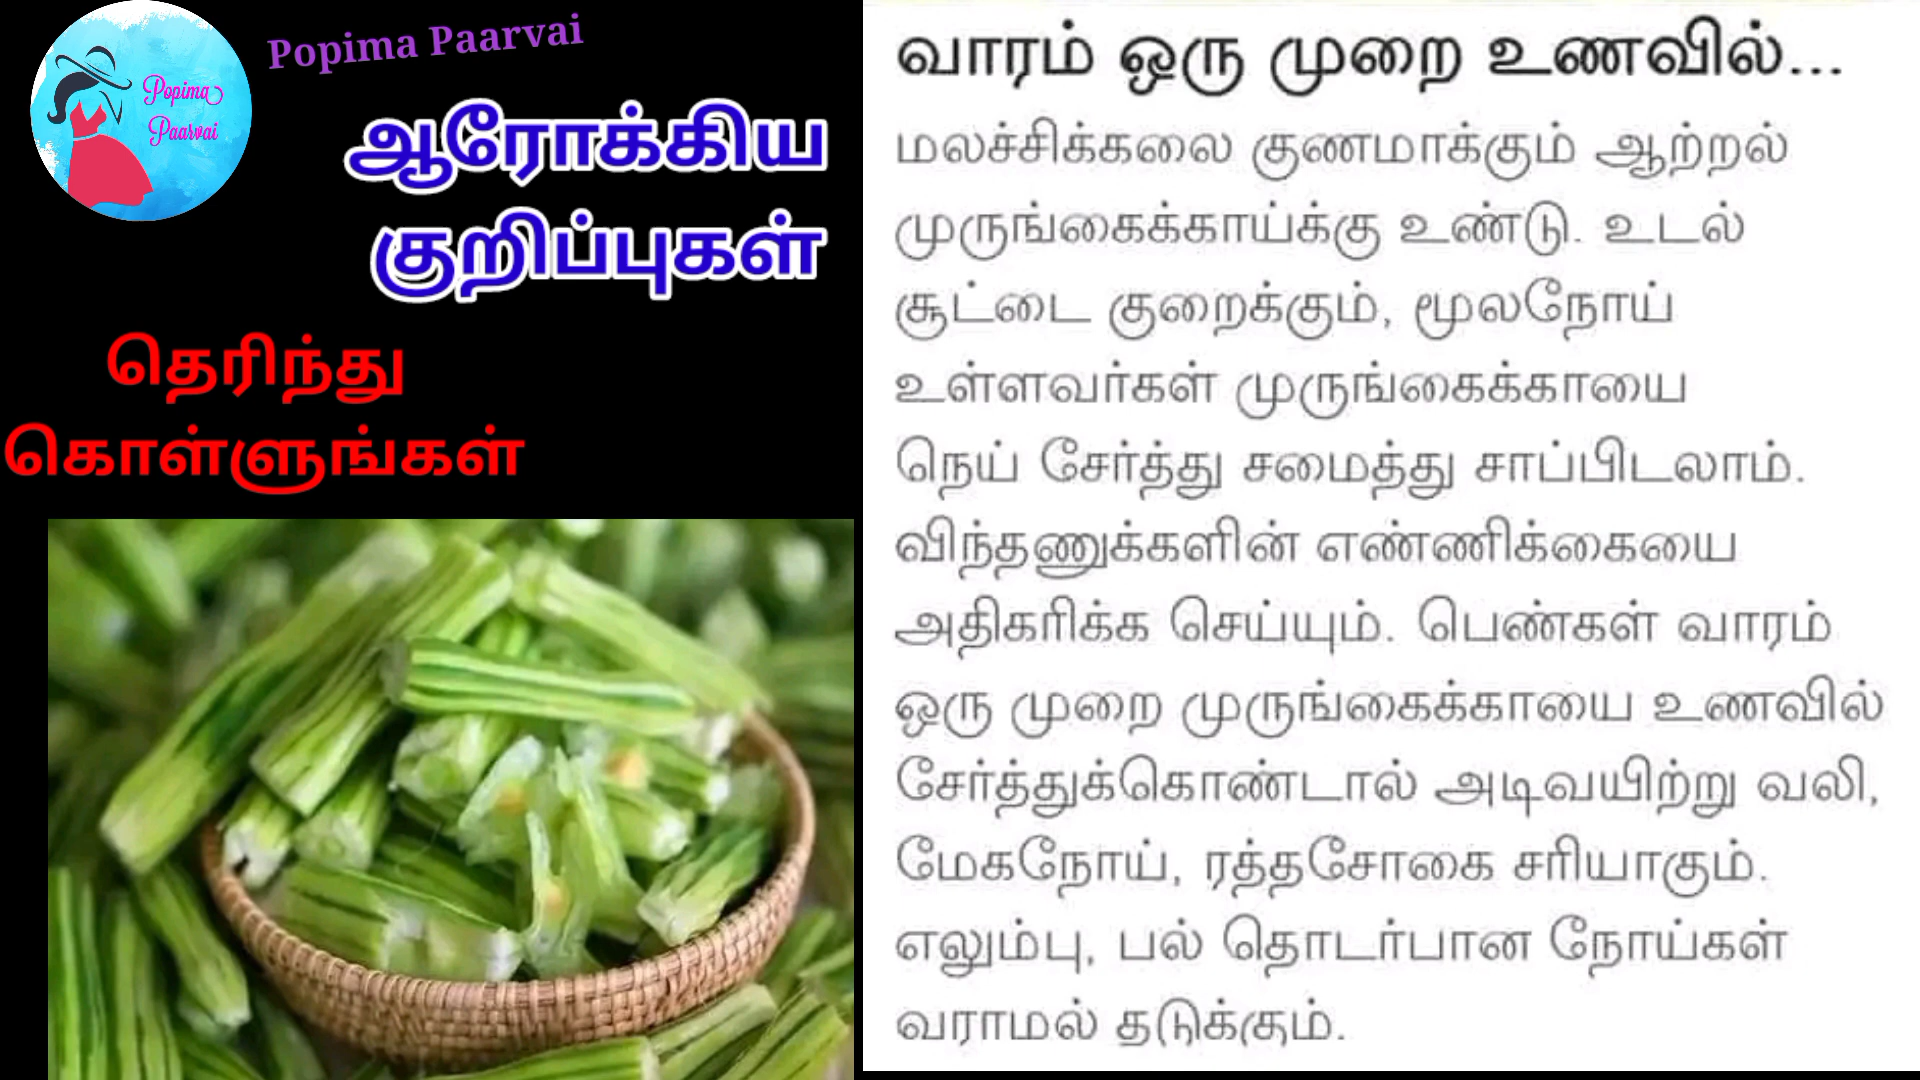 Popima Paarvai
Popima
Paarvai
ஆரோக்கிய
குறிப்புகள்
தெரிந்து
கொள்ளுங்கள்
வாரம் ஒரு முறை உணவில்...
மலச்சிக்கலை குணமாக்கும் ஆற்றல்
முருங்கைக்காய்க்கு உண்டு. உடல்
சூட்டை குறைக்கும், மூலநோய்
உள்ளவர்கள் முருங்கைக்காயை
நெய் சேர்த்து சமைத்து சாப்பிடலாம்.
விந்தணுக்களின் எண்ணிக்கையை
அதிகரிக்க செய்யும். பெண்கள் வாரம்
ஒரு முறை முருங்கைக்காயை உணவில்
சேர்த்துக்கொண்டால் அடிவயிற்று வலி,
மேகநோய், ரத்தசோகை சரியாகும்.
எலும்பு, பல் தொடர்பான நோய்கள்
வராமல் தடுக்கும்.